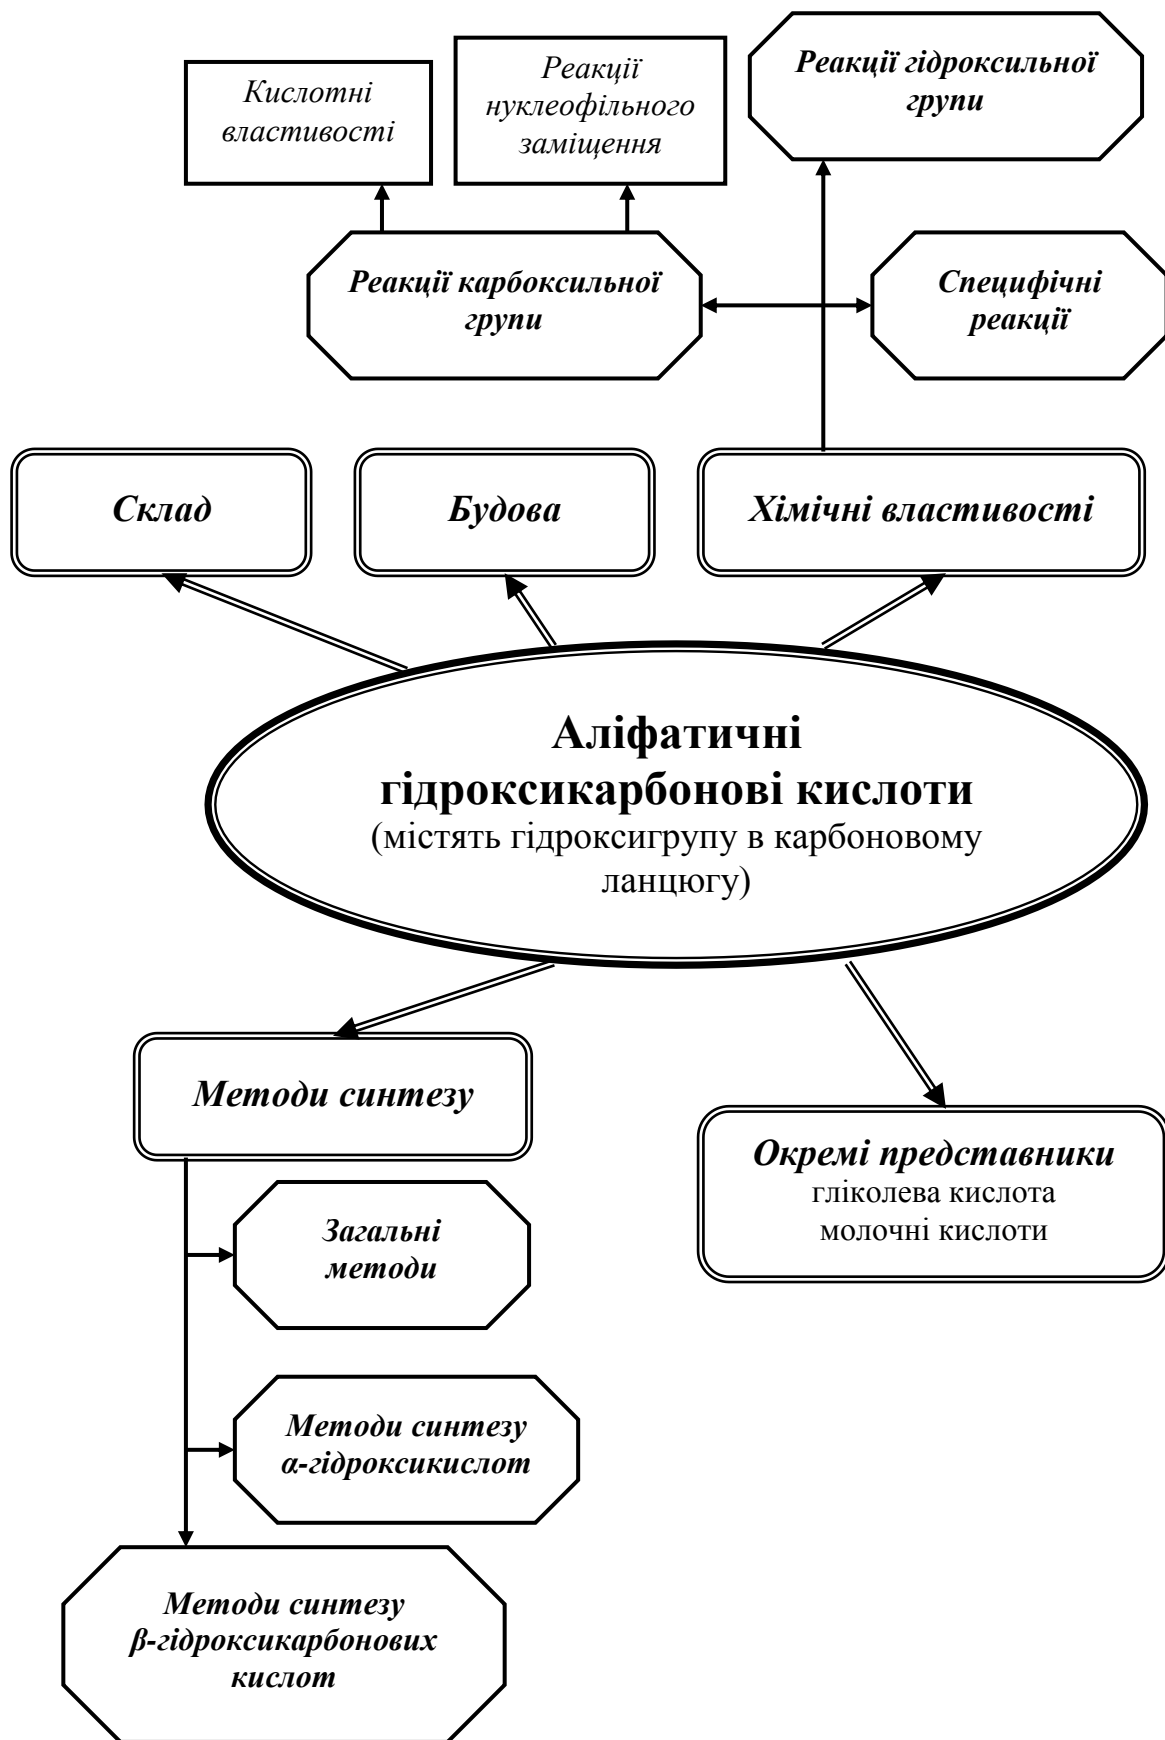 Кислотні
властивості
Реакції
нуклеофільного
заміщення
Реакції гідроксильної
групи
Реакції карбоксильної
групи
Специфічні
реакції
Склад
Будова
Хімічні властивості
Аліфатичні
гідроксикарбонові кислоти
(містять гідроксигрупу в карбоновому
ланцюгу)
Методи синтезу
Окремі представники
гліколева кислота
молочні кислоти
Загальні
методи
Методи синтезу
α-гідроксикислот
Методи синтезу
β-гідроксикарбонових
кислот